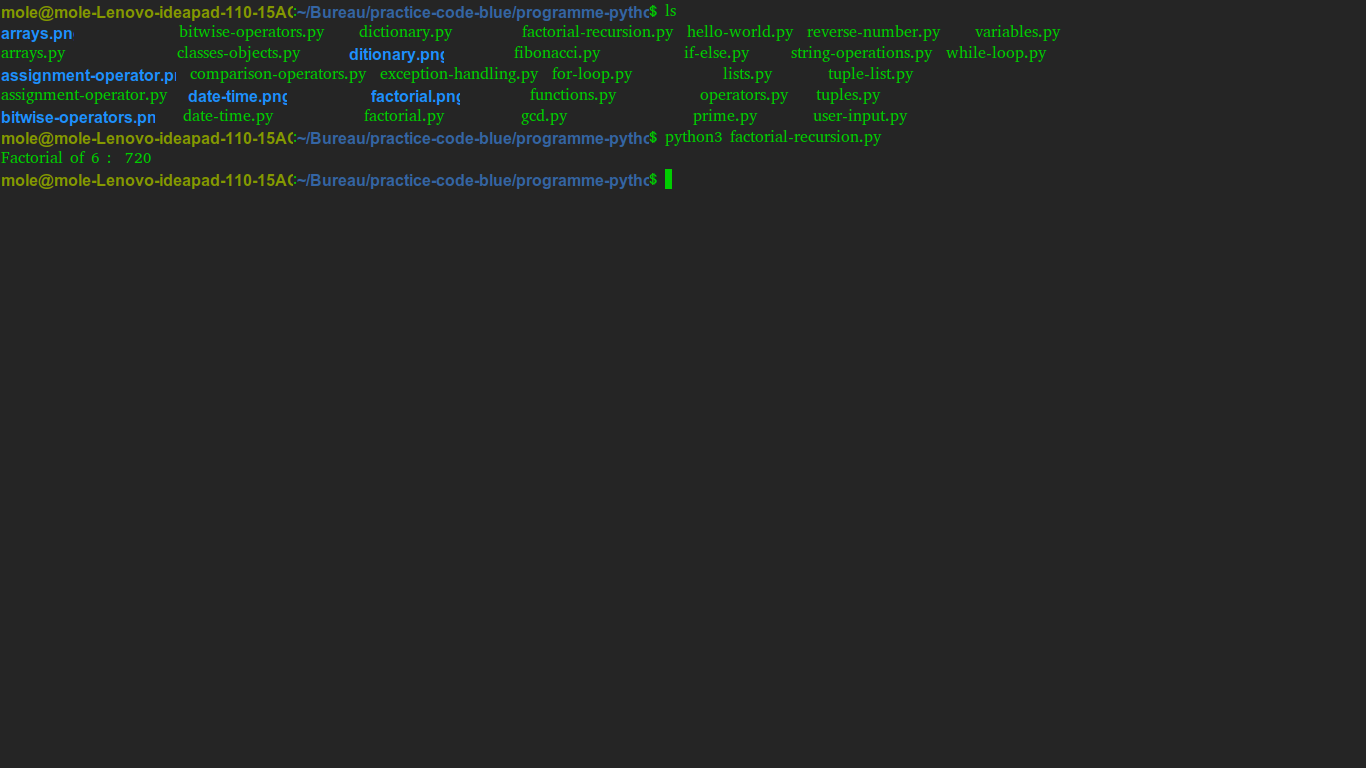 mole@mole-Lenovo-ideapad-110-15AC:~/Bureau/practice-code-blue/programme-pytho$ ls
arrays.pn bitwise-operators.py dictionary.py factorial-recursion.py hello-world.py reverse-number.py variables.py
arrays.py classes-objects.py ditionary.png fibonacci.py if-else.py string-operations.py while-loop.py
assignment-operator.pn comparison-operators.py exception-handling.py for-loop.py lists.py tuple-list.py
assignment-operator.py date-time.png factorial.png functions.py operators.py tuples.py
bitwise-operators.pn date-time.py factorial.py gcd.py prime.py user-input.py
mole@mole-Lenovo-ideapad-110-15AC:~/Bureau/practice-code-blue/programme-pytho$ python3 factorial-recursion.py
Factorial of 6 : 720
mole@mole-Lenovo-ideapad-110-15AC:~/Bureau/practice-code-blue/programme-pytho$